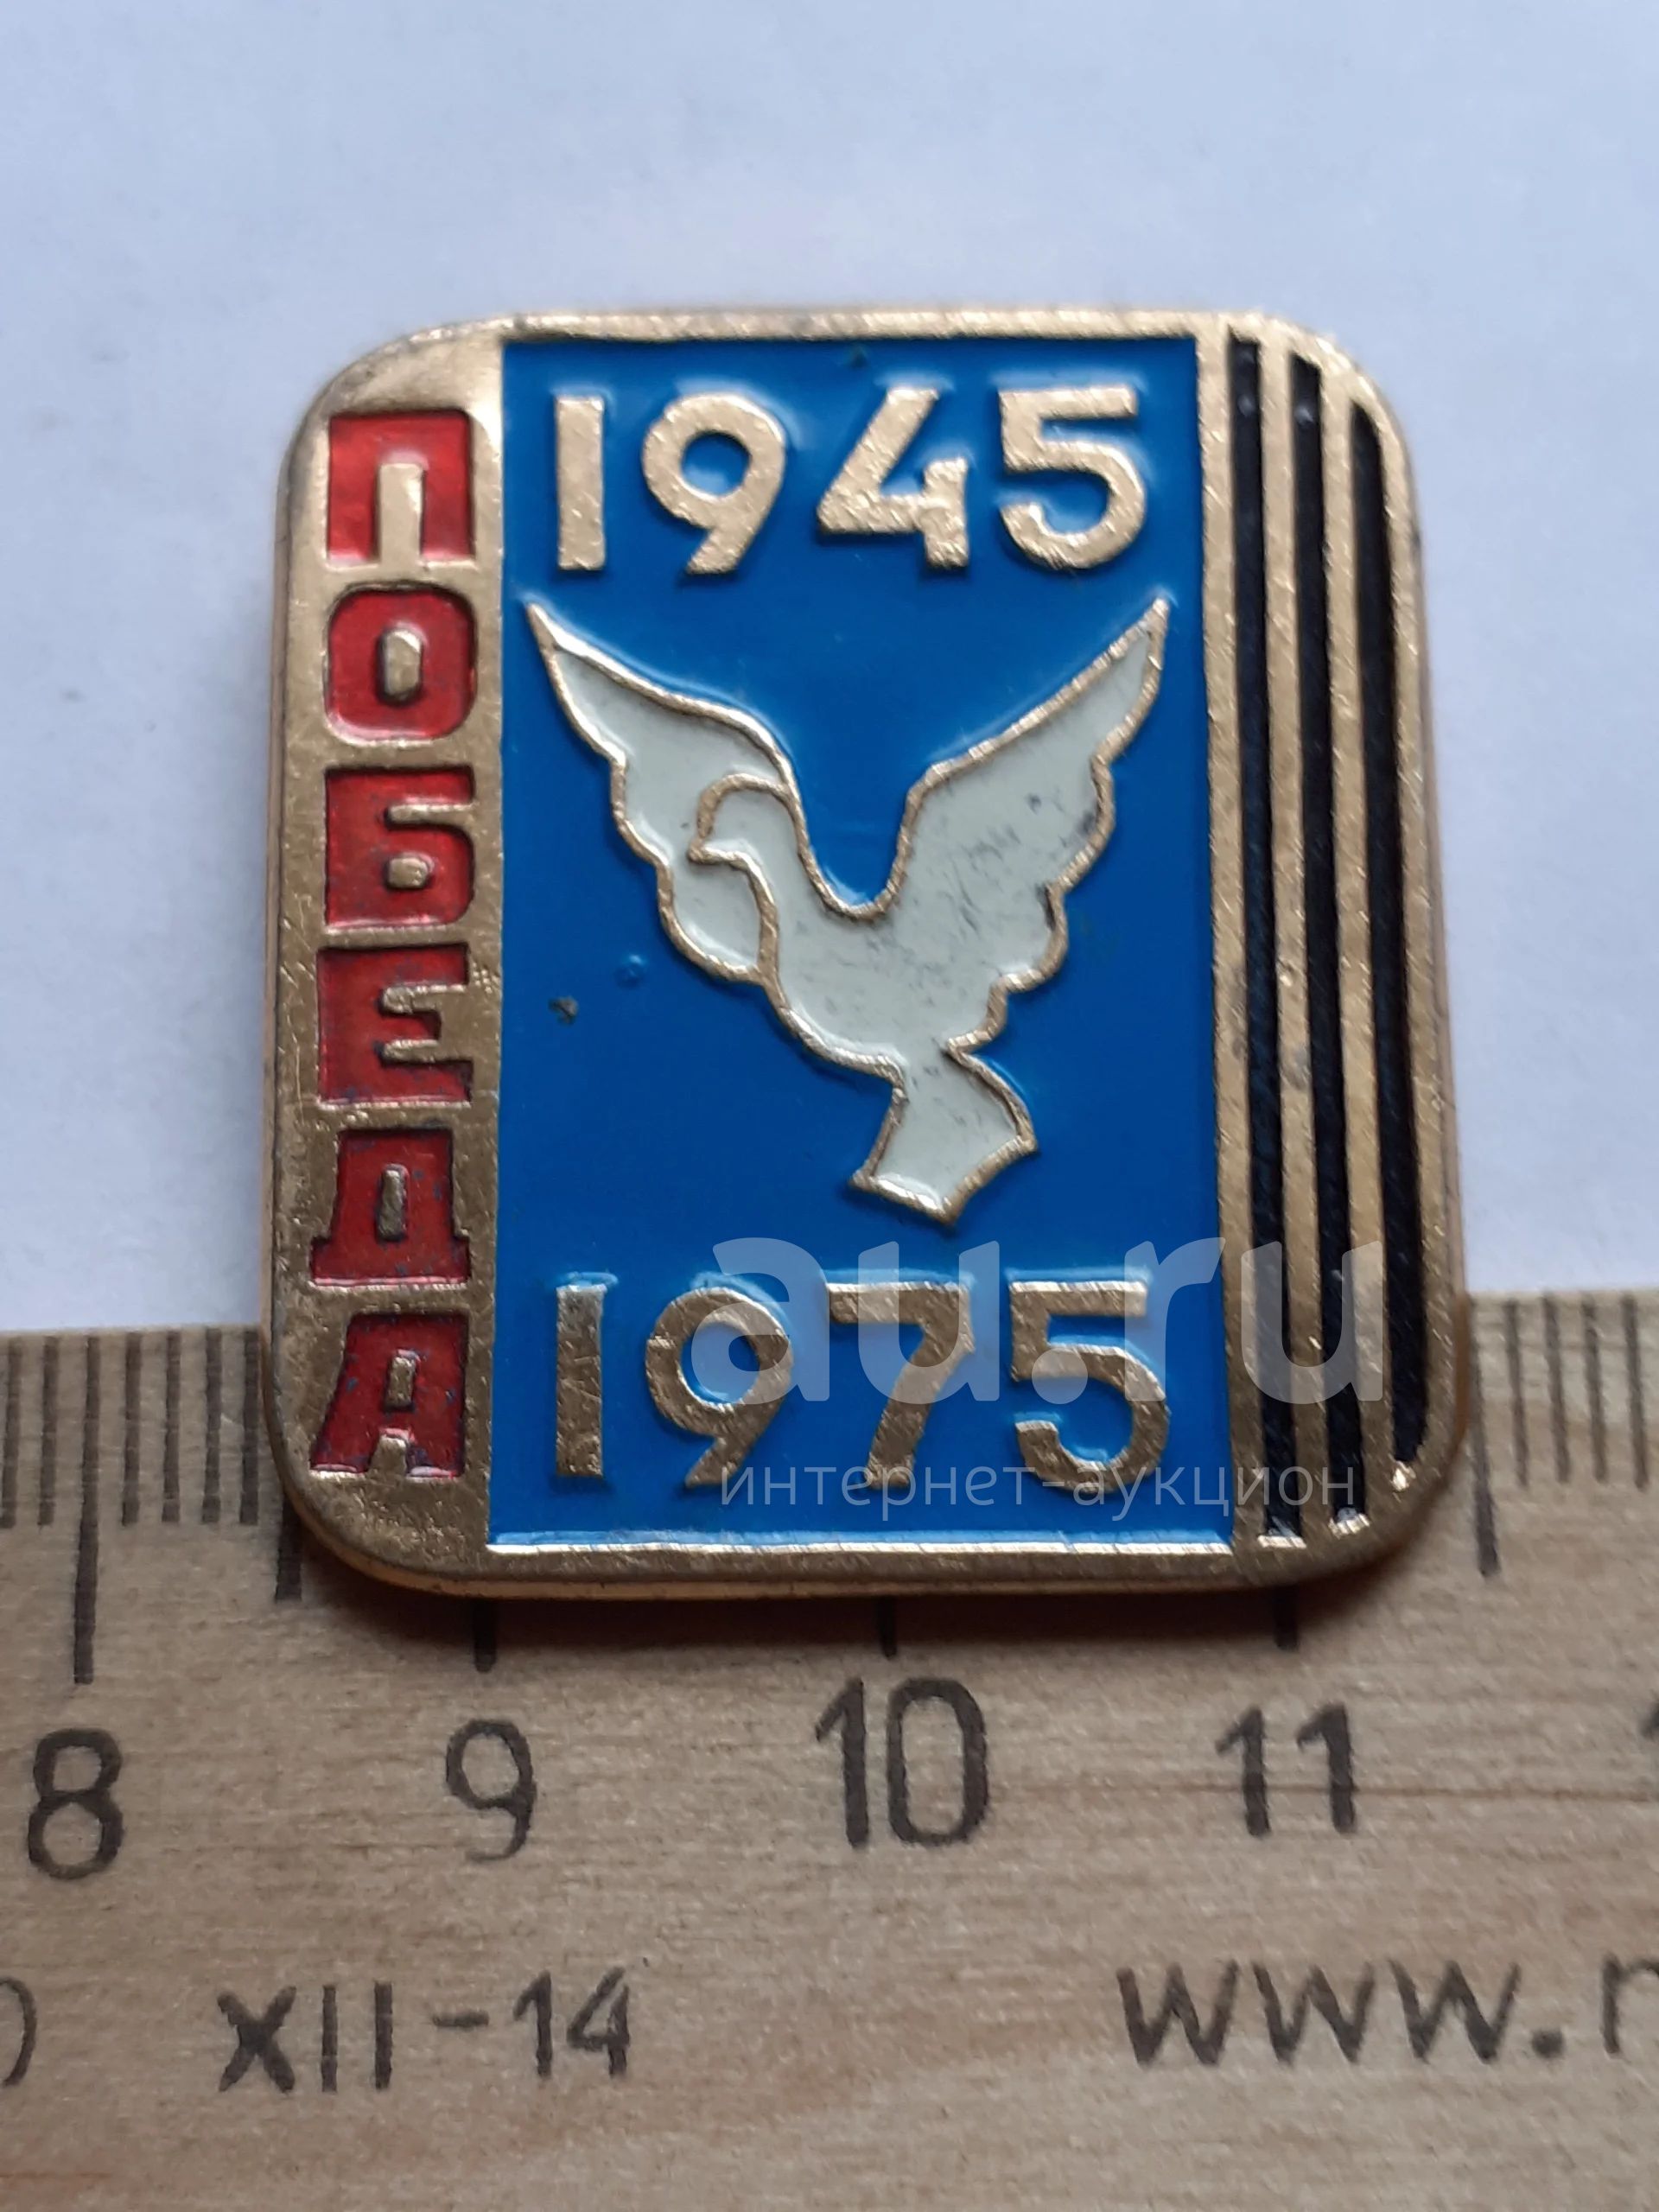 1945
ПОБЕДА
1975
au.ru
интернет-аукцион
8 9 10 11
XII-14 www.